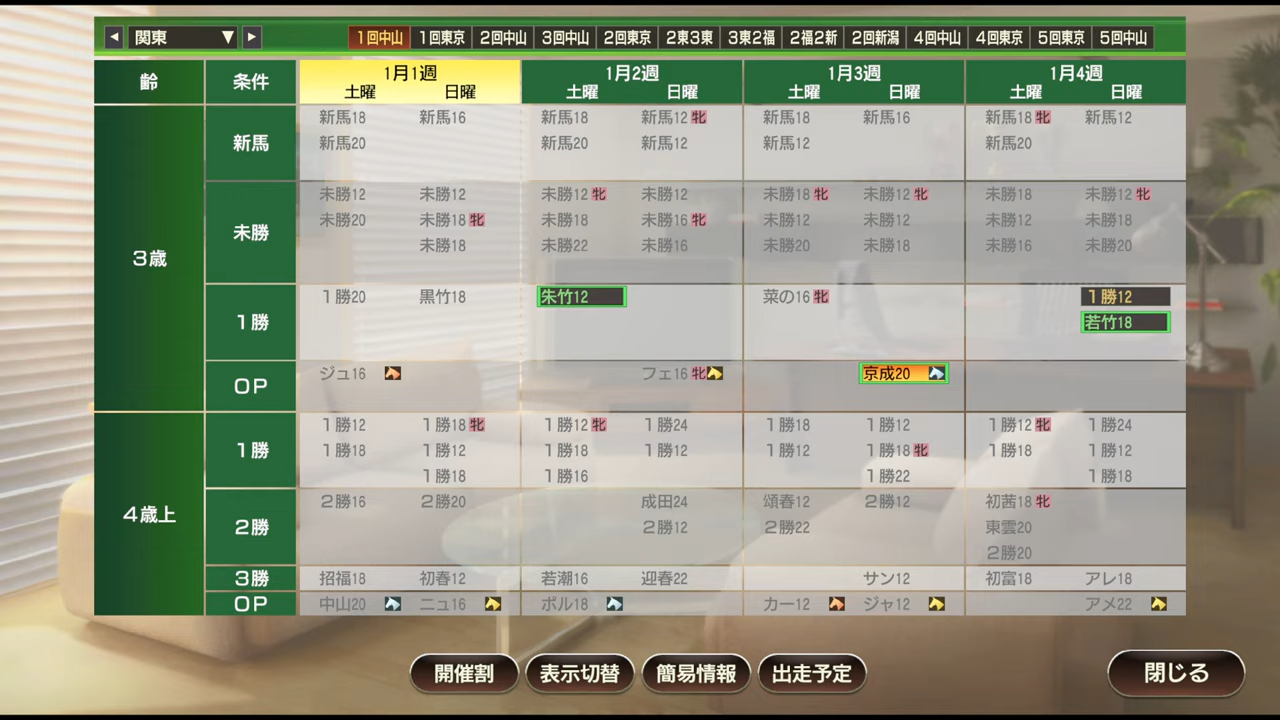 ◀ 関東 ▼ ▶ 1回中山 1回東京 2回中山 3回中山 2回東京 2東3東 3東2福 2福2新 2回新潟 4回中山 4回東京 5回東京 5回中山
齢 条件 1月1週 1月2週 1月3週 1月4週
土曜 日曜 土曜 日曜 土曜 日曜 土曜 日曜
3歳
新馬
新馬18 新馬16 新馬18 新馬12牝 新馬18 新馬16 新馬18牝 新馬12
新馬20 新馬20 新馬12 新馬12 新馬20
未勝
未勝12 未勝12 未勝12牝 未勝12 未勝18牝 未勝12牝 未勝18 未勝12牝
未勝20 未勝18牝 未勝18 未勝16牝 未勝12 未勝12 未勝12 未勝18
未勝18 未勝22 未勝16 未勝20 未勝18 未勝16 未勝20
1勝
1勝20 黒竹18 朱竹12 菜の16牝 1勝12
若竹18
OP
ジュ16 フェ16牝 京成20
4歳上
1勝
1勝12 1勝18牝 1勝12牝 1勝24 1勝18 1勝12 1勝12牝 1勝24
1勝18 1勝12 1勝18 1勝12 1勝12 1勝18牝 1勝18 1勝12
1勝18 1勝16 1勝22 1勝18
2勝
2勝16 2勝20 成田24 頌春12 2勝12 初茜18牝
2勝12 2勝22 東雲20
2勝20
3勝
招福18 初春12 若潮16 迎春22 サン12 初富18 アレ18
OP
中山20 ニュ16 ポル18 カー12 ジャ12 アメ22
開催割 表示切替 簡易情報 出走予定 閉じる